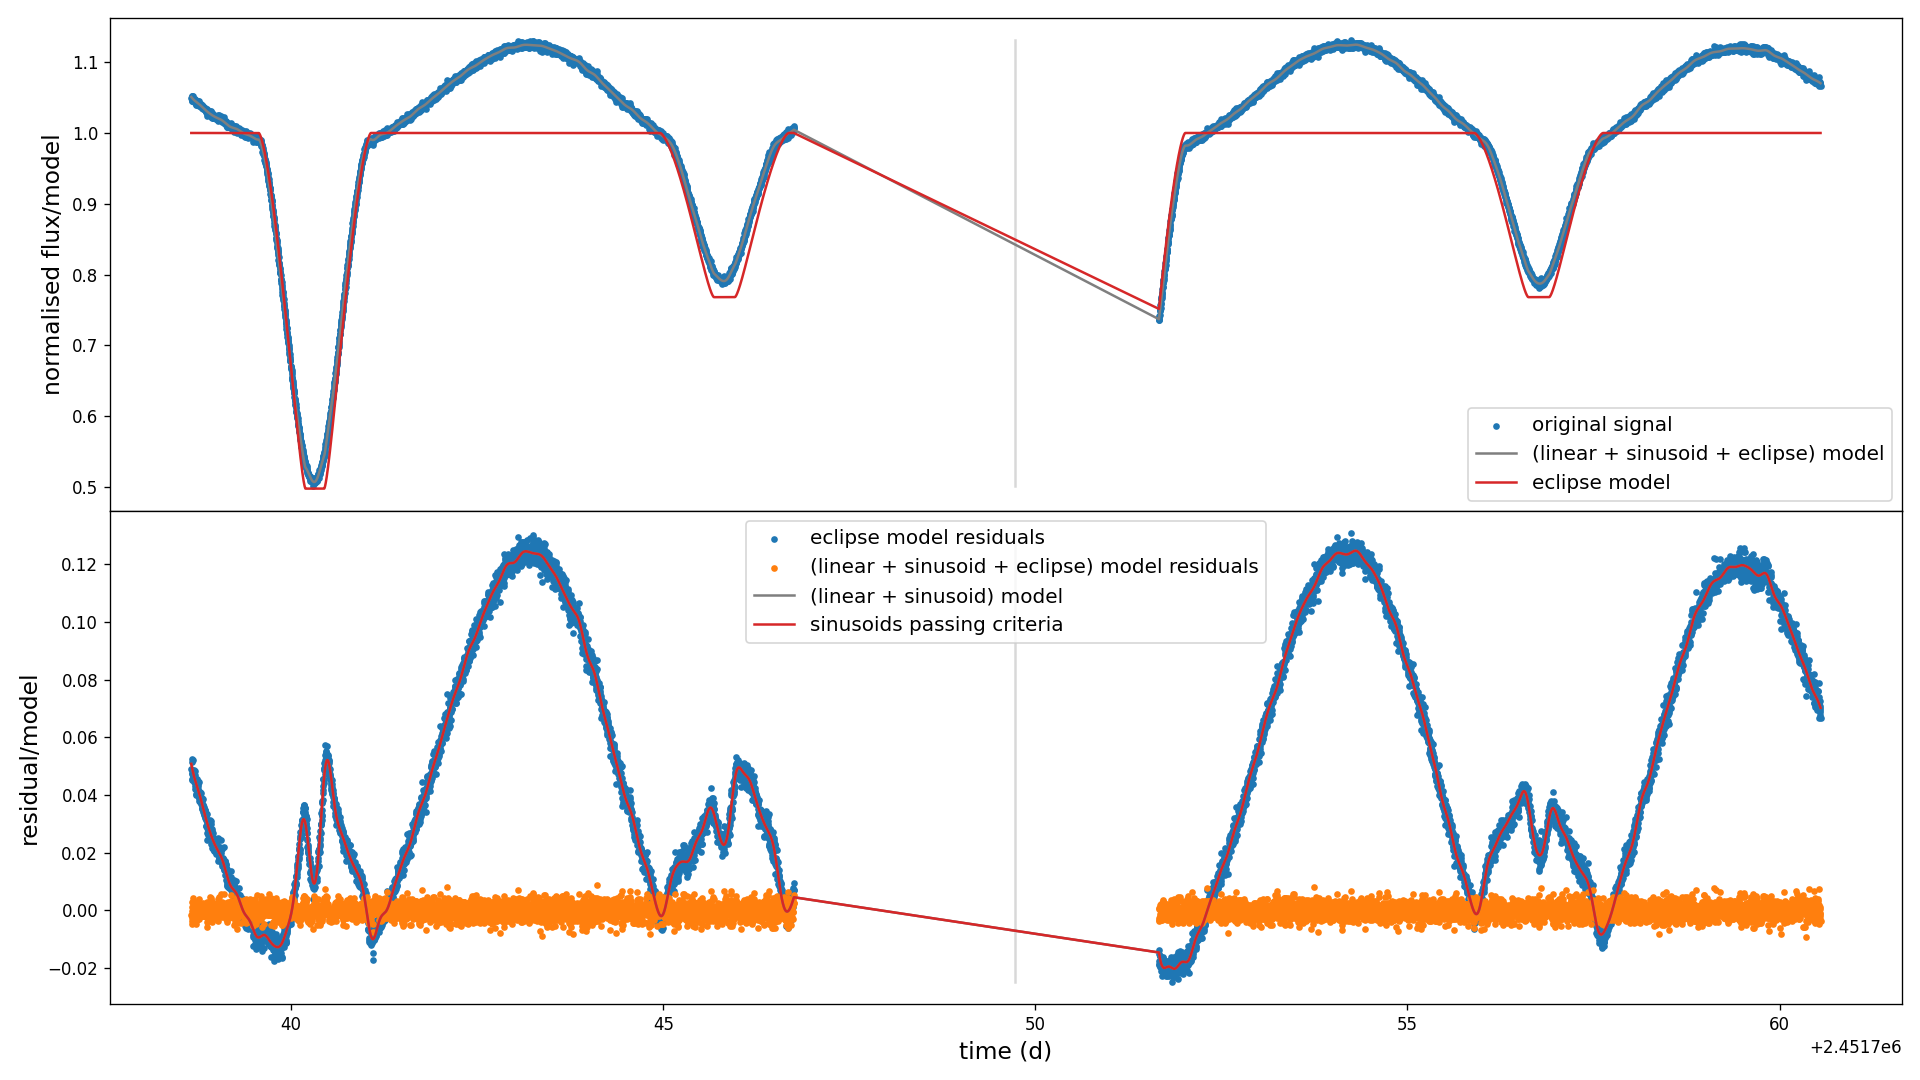 normalised flux/model
1.1
1.0
0.9
0.8
0.7
0.6
0.5
original signal
(linear + sinusoid + eclipse) model
eclipse model
residual/model
0.12
0.10
0.08
0.06
0.04
0.02
0.00
−0.02
eclipse model residuals
(linear + sinusoid + eclipse) model residuals
(linear + sinusoid) model
sinusoids passing criteria
40 45 50 55 60
time (d)
+2.4517e6